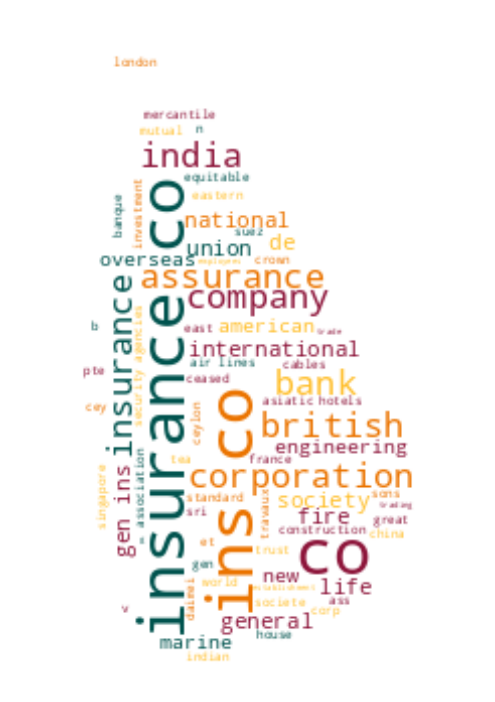 london
mercantile
mutual
n
india
equitable
investment
banque
eastern
insurance co
national
suez
union
de
overseas
employees
crown
assurance
insurance
company
security agencies
b
east
american
trade
international
air lines
cables
pte
ceased
bank
ins co
asiatic hotels
cey
ceylon
british
engineering
association
tea
france
singapore
gen ins
corporation
standard
society
sons
travaux
trading
sri
fire
great
construction
china
et
trust
co
gen
new
world
establishment
life
daimei
societe
ass
v
corp
general
house
marine
indian